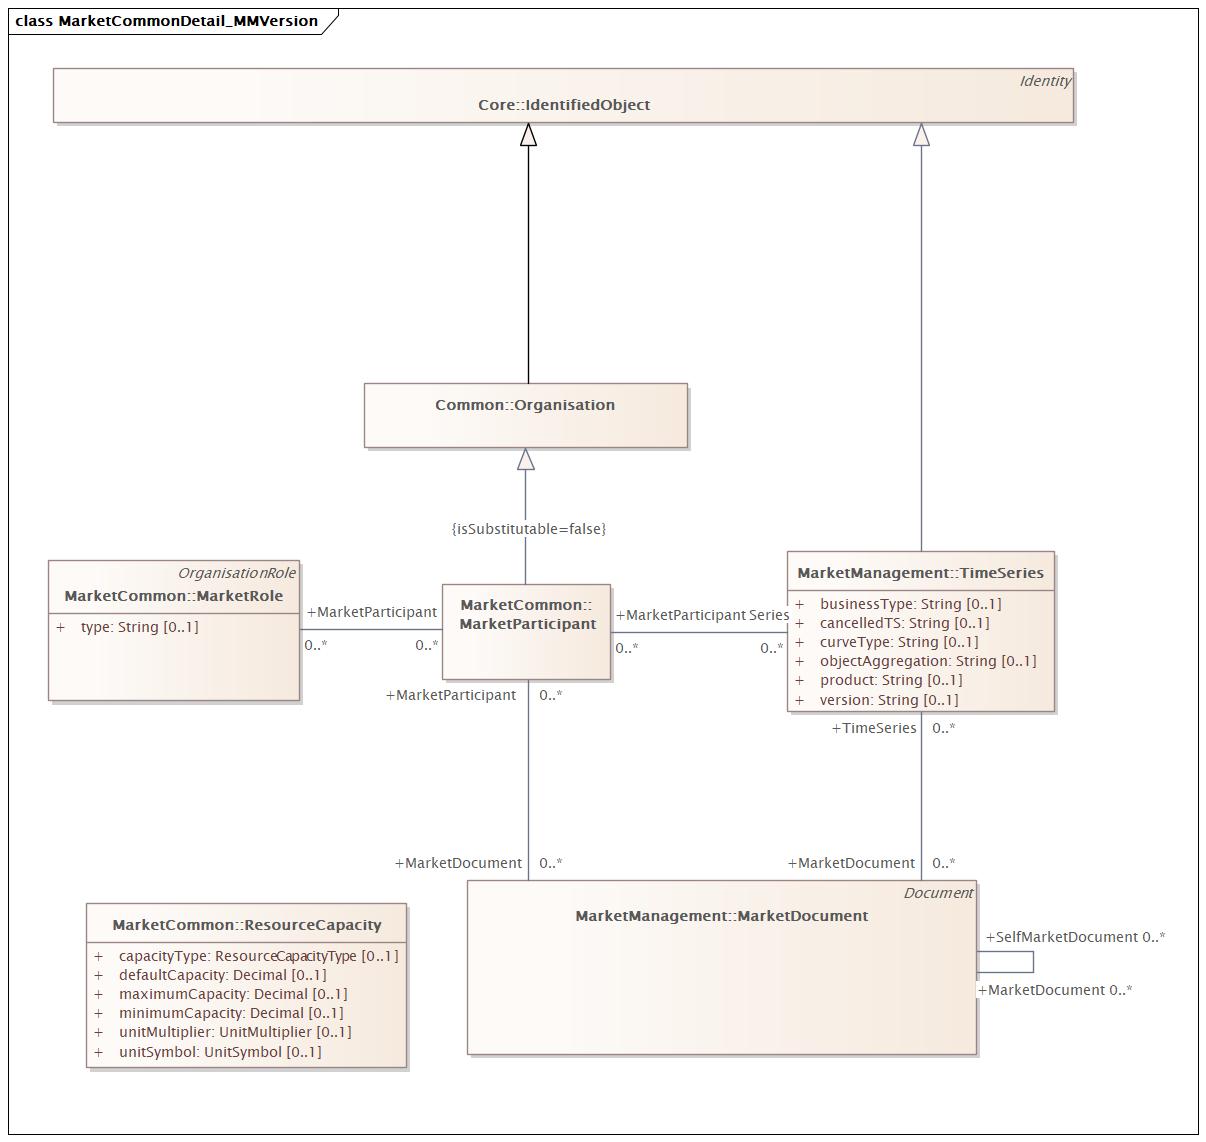 class MarketCommonDetail_MMVersion
Identity
Core::IdentifiedObject
Common::Organisation
{isSubstitutable=false}
OrganisationRole
MarketCommon::MarketRole
+ type: String [0..1]
+MarketParticipant
0..*
0..*
MarketCommon::
MarketParticipant
+MarketParticipant Series
0..*
0..*
MarketManagement::TimeSeries
+ businessType: String [0..1]
+ cancelledTS: String [0..1]
+ curveType: String [0..1]
+ objectAggregation: String [0..1]
+ product: String [0..1]
+ version: String [0..1]
+MarketParticipant 0..*
+TimeSeries 0..*
+MarketDocument 0..*
+MarketDocument 0..*
Document
MarketManagement::MarketDocument
+SelfMarketDocument 0..*
+MarketDocument 0..*
MarketCommon::ResourceCapacity
+ capacityType: ResourceCapacityType [0..1]
+ defaultCapacity: Decimal [0..1]
+ maximumCapacity: Decimal [0..1]
+ minimumCapacity: Decimal [0..1]
+ unitMultiplier: UnitMultiplier [0..1]
+ unitSymbol: UnitSymbol [0..1]